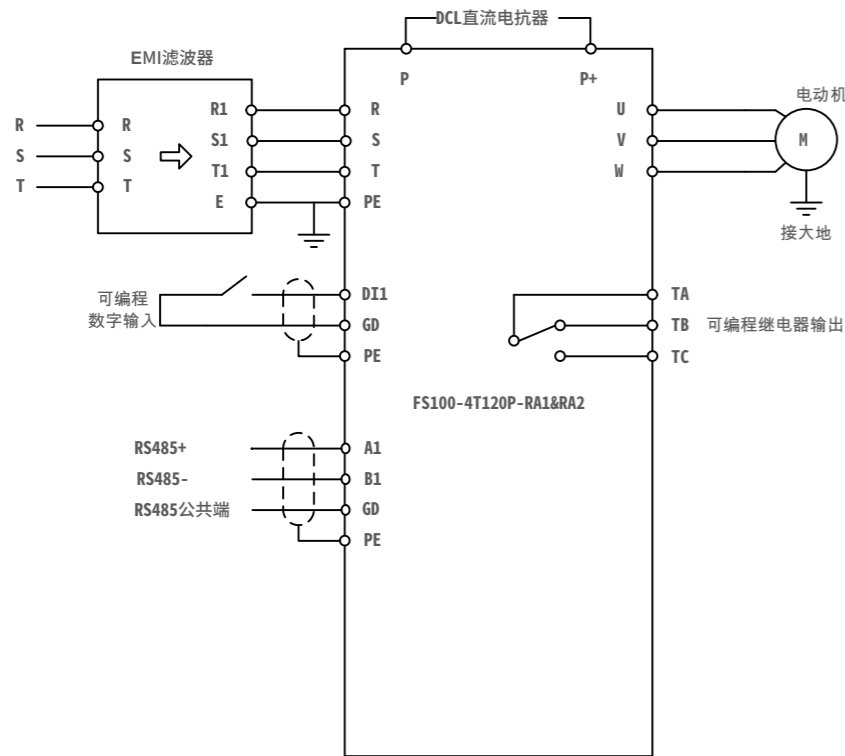 DCL直流电抗器
EMI滤波器
P
P+
电动机
R
R
R1
R
U
S
S
S1
S
V
M
T
T
T1
T
W
E
PE
接大地
可编程
数字输入
DI1
TA
GD
TB
可编程继电器输出
PE
TC
FS100-4T120P-RA1&RA2
RS485+
A1
RS485-
B1
RS485公共端
GD
PE